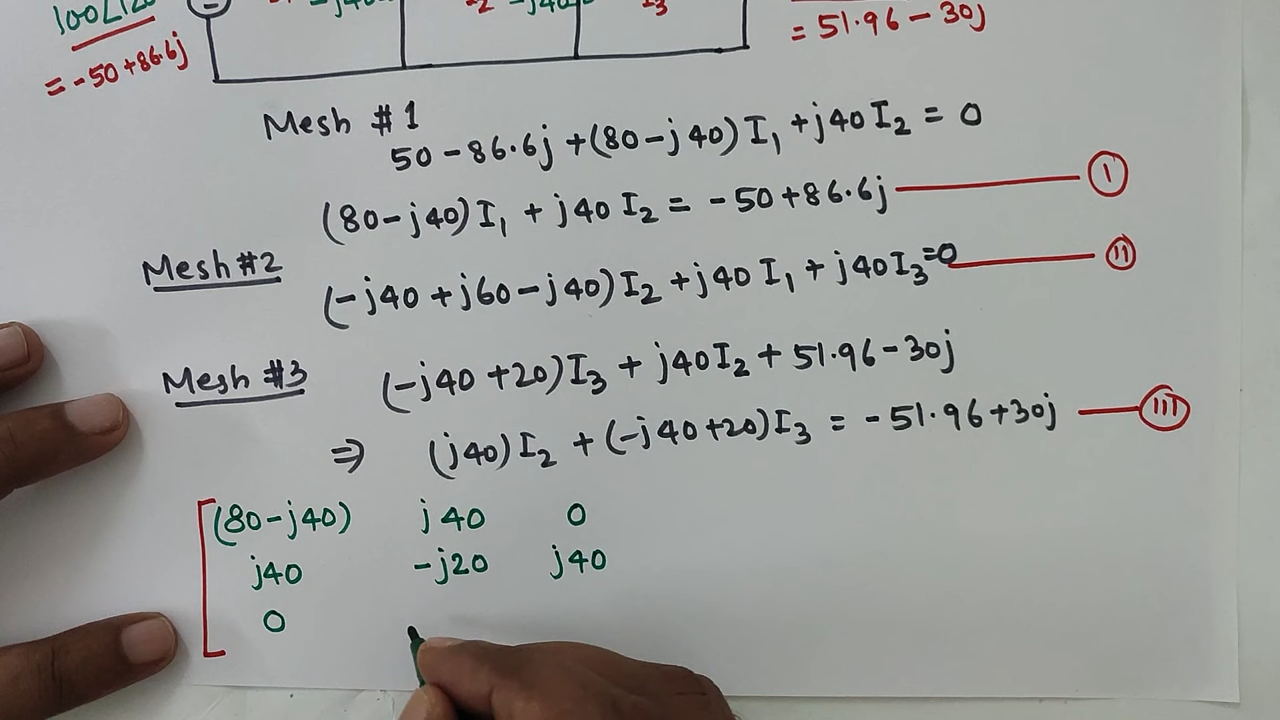 100∠120
= -50+86.6j
-j40
-j40
I3
= 51.96 - 30j
Mesh #1
50 - 86.6j + (80-j40) I1 + j40 I2 = 0
(80-j40) I1 + j40 I2 = -50+86.6j
I
Mesh #2
(-j40 + j60 - j40) I2 + j40 I1 + j40 I3 = 0
II
Mesh #3
(-j40 + 20) I3 + j40 I2 + 51.96 - 30j
⇒ (j40) I2 + (-j40+20) I3 = -51.96+30j
III
(80-j40) j40 0
j40 -j20 j40
0